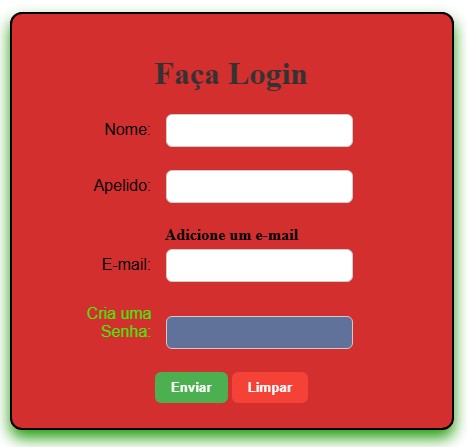 Faça Login
Nome:
Apelido:
Adicione um e-mail
E-mail:
Cria uma
Senha:
Enviar
Limpar